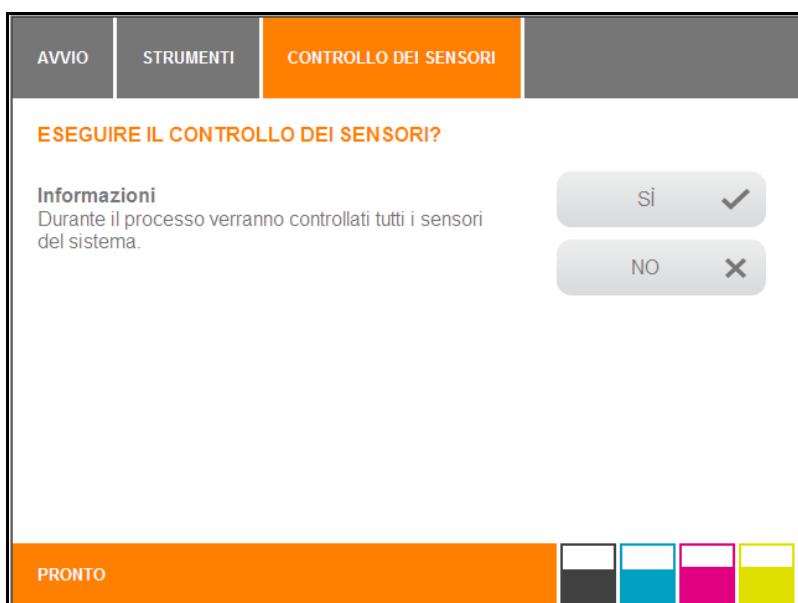 AVVIO
STRUMENTI
CONTROLLO DEI SENSORI
ESEGUIRE IL CONTROLLO DEI SENSORI?
Informazioni
Durante il processo verranno controllati tutti i sensori
del sistema.
SÌ
NO
PRONTO